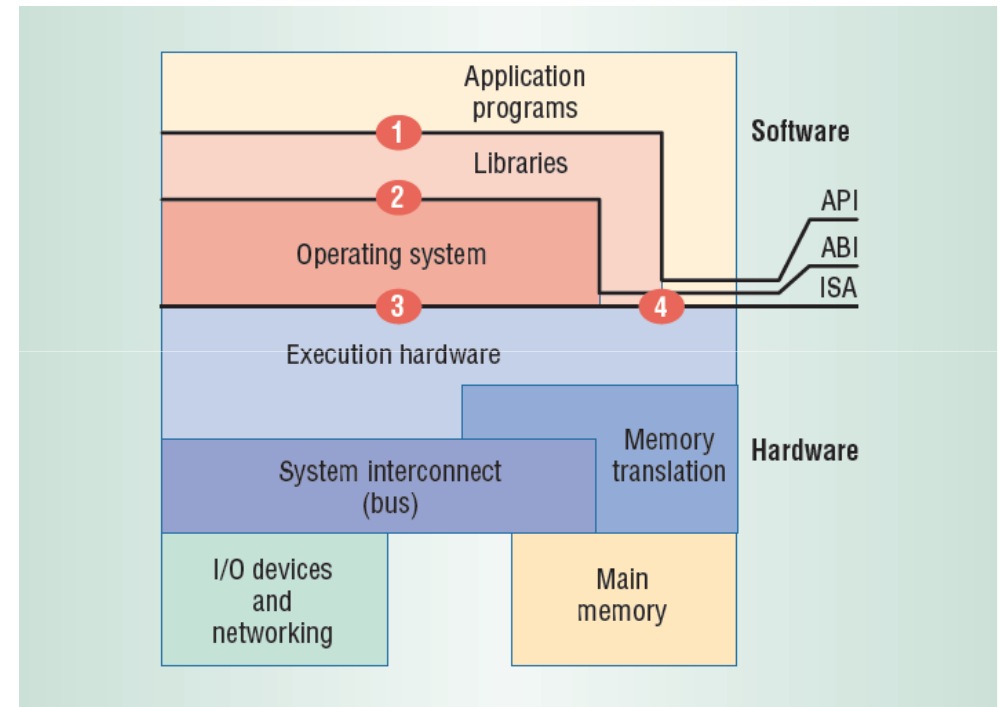 Application
programs
1
Software
Libraries
2
API
Operating system
ABI
ISA
3
4
Execution hardware
Memory
translation
Hardware
System interconnect
(bus)
I/O devices
and
networking
Main
memory